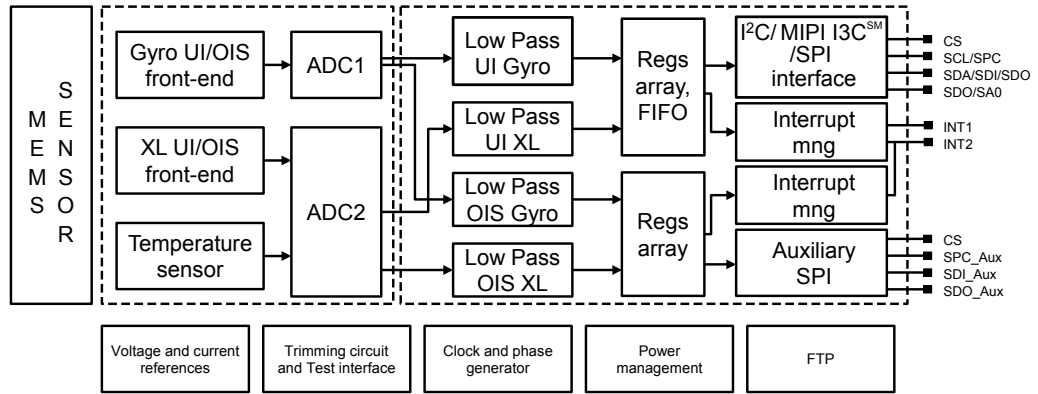 MEMS
SENSOR
Gyro UI/OIS
front-end
XL UI/OIS
front-end
Temperature
sensor
ADC1
ADC2
Low Pass
UI Gyro
Low Pass
UI XL
Low Pass
OIS Gyro
Low Pass
OIS XL
Regs
array,
FIFO
Regs
array
I²C/ MIPI I3C℠
/SPI
interface
Interrupt
mng
Interrupt
mng
Auxiliary
SPI
CS
SCL/SPC
SDA/SDI/SDO
SDO/SA0
INT1
INT2
CS
SPC_Aux
SDI_Aux
SDO_Aux
Voltage and current
references
Trimming circuit
and Test interface
Clock and phase
generator
Power
management
FTP